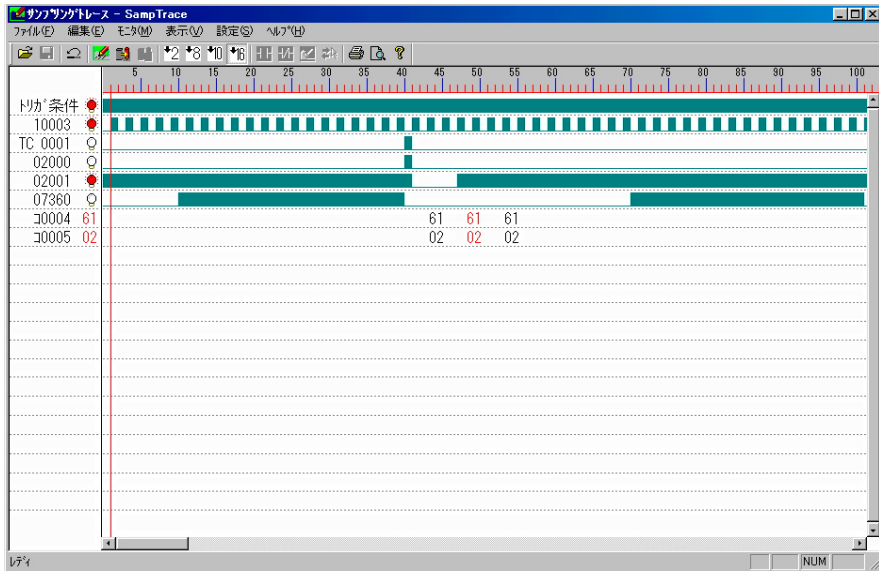 ｻﾝﾌﾟﾘﾝｸﾞﾄﾚｰｽ - SampTrace
ﾌｧｲﾙ(F) 編集(E) ﾓﾆﾀ(M) 表示(V) 設定(S) ﾍﾙﾌﾟ(H)
2 8 10 16
5 10 15 20 25 30 35 40 45 50 55 60 65 70 75 80 85 90 95 100
ﾄﾘｶﾞ条件
10003
TC 0001
02000
02001
07360
ｺ0004 61 61 61 61
ｺ0005 02 02 02 02
ﾚﾃﾞｨ NUM